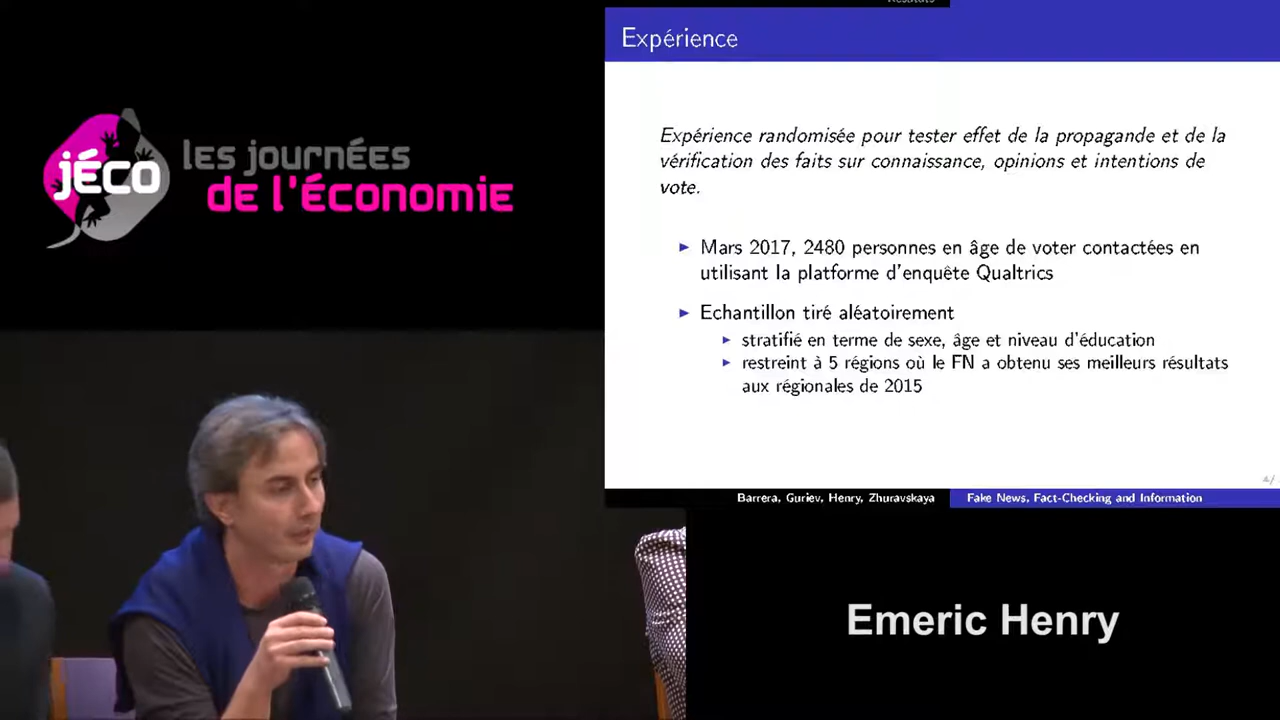 jéco
les journées
de l'économie
Expérience
Expérience randomisée pour tester effet de la propagande et de la
vérification des faits sur connaissance, opinions et intentions de
vote.
Mars 2017, 2480 personnes en âge de voter contactées en
utilisant la platforme d'enquête Qualtrics
Echantillon tiré aléatoirement
stratifié en terme de sexe, âge et niveau d'éducation
restreint à 5 régions où le FN a obtenu ses meilleurs résultats
aux régionales de 2015
Barrera, Guriev, Henry, Zhuravskaya
Fake News, Fact-Checking and Information
Emeric Henry